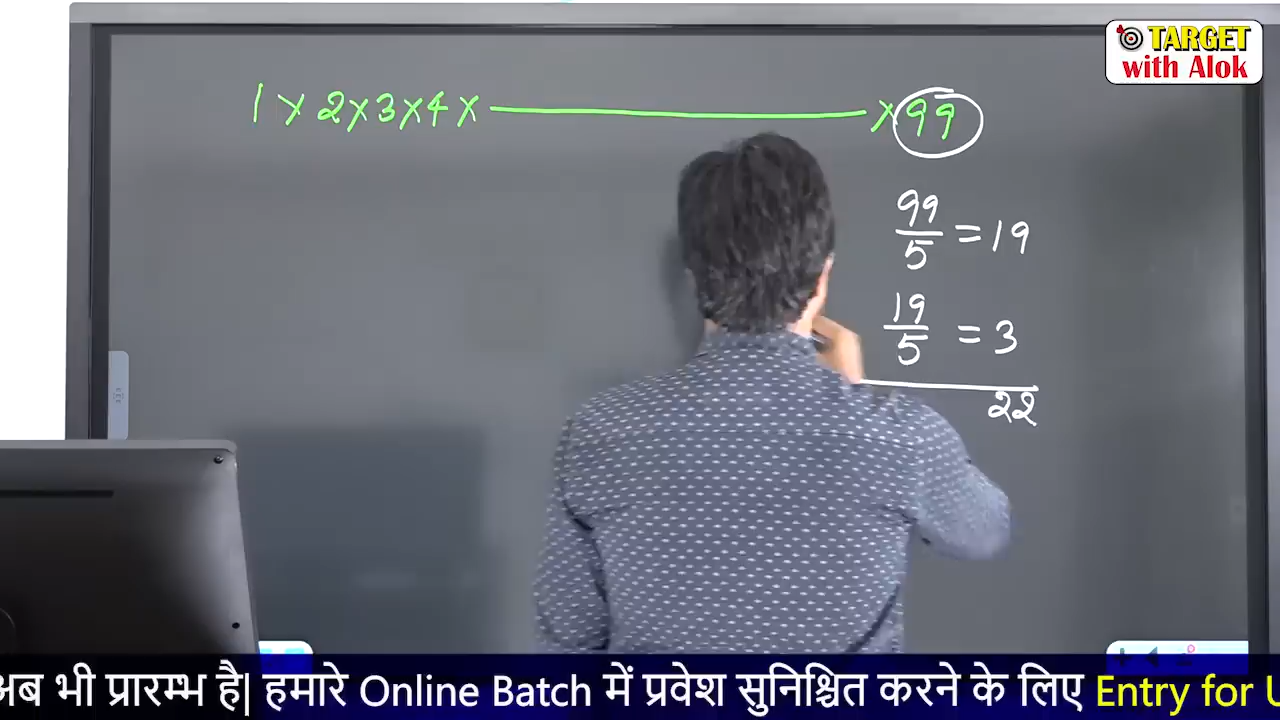 TARGET
with Alok
1 × 2 × 3 × 4 × ——— × 99
99/5 = 19
19/5 = 3
22
अब भी प्रारम्भ है| हमारे Online Batch में प्रवेश सुनिश्चित करने के लिए Entry for